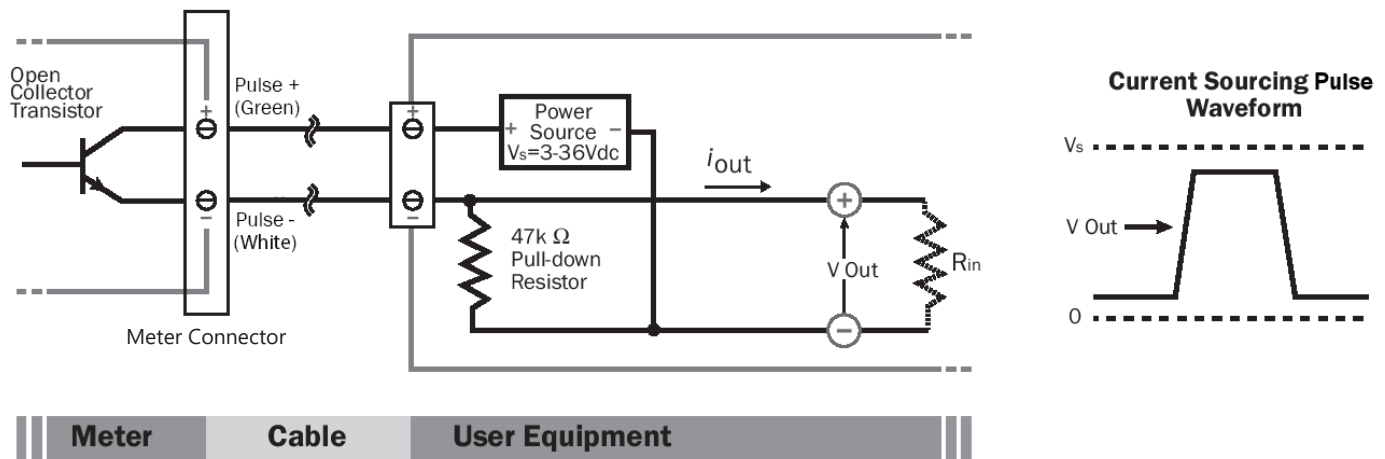 Open
Collector
Transistor
+
Pulse +
(Green)
+
Power
+ Source −
Vs=3-36Vdc
−
Pulse -
(White)
−
47k Ω
Pull-down
Resistor
iout
+
V Out
−
Rin
Meter Connector
Current Sourcing Pulse
Waveform
Vs
V Out
0
Meter
Cable
User Equipment